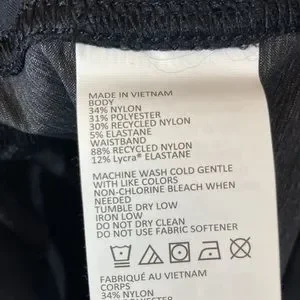 MADE IN VIETNAM
BODY
34% NYLON
31% POLYESTER
30% RECYCLED NYLON
5% ELASTANE
WAISTBAND
88% RECYCLED NYLON
12% Lycra® ELASTANE
MACHINE WASH COLD GENTLE
WITH LIKE COLORS
NON-CHLORINE BLEACH WHEN
NEEDED
TUMBLE DRY LOW
IRON LOW
DO NOT DRY CLEAN
DO NOT USE FABRIC SOFTENER
FABRIQUÉ AU VIETNAM
CORPS
34% NYLON